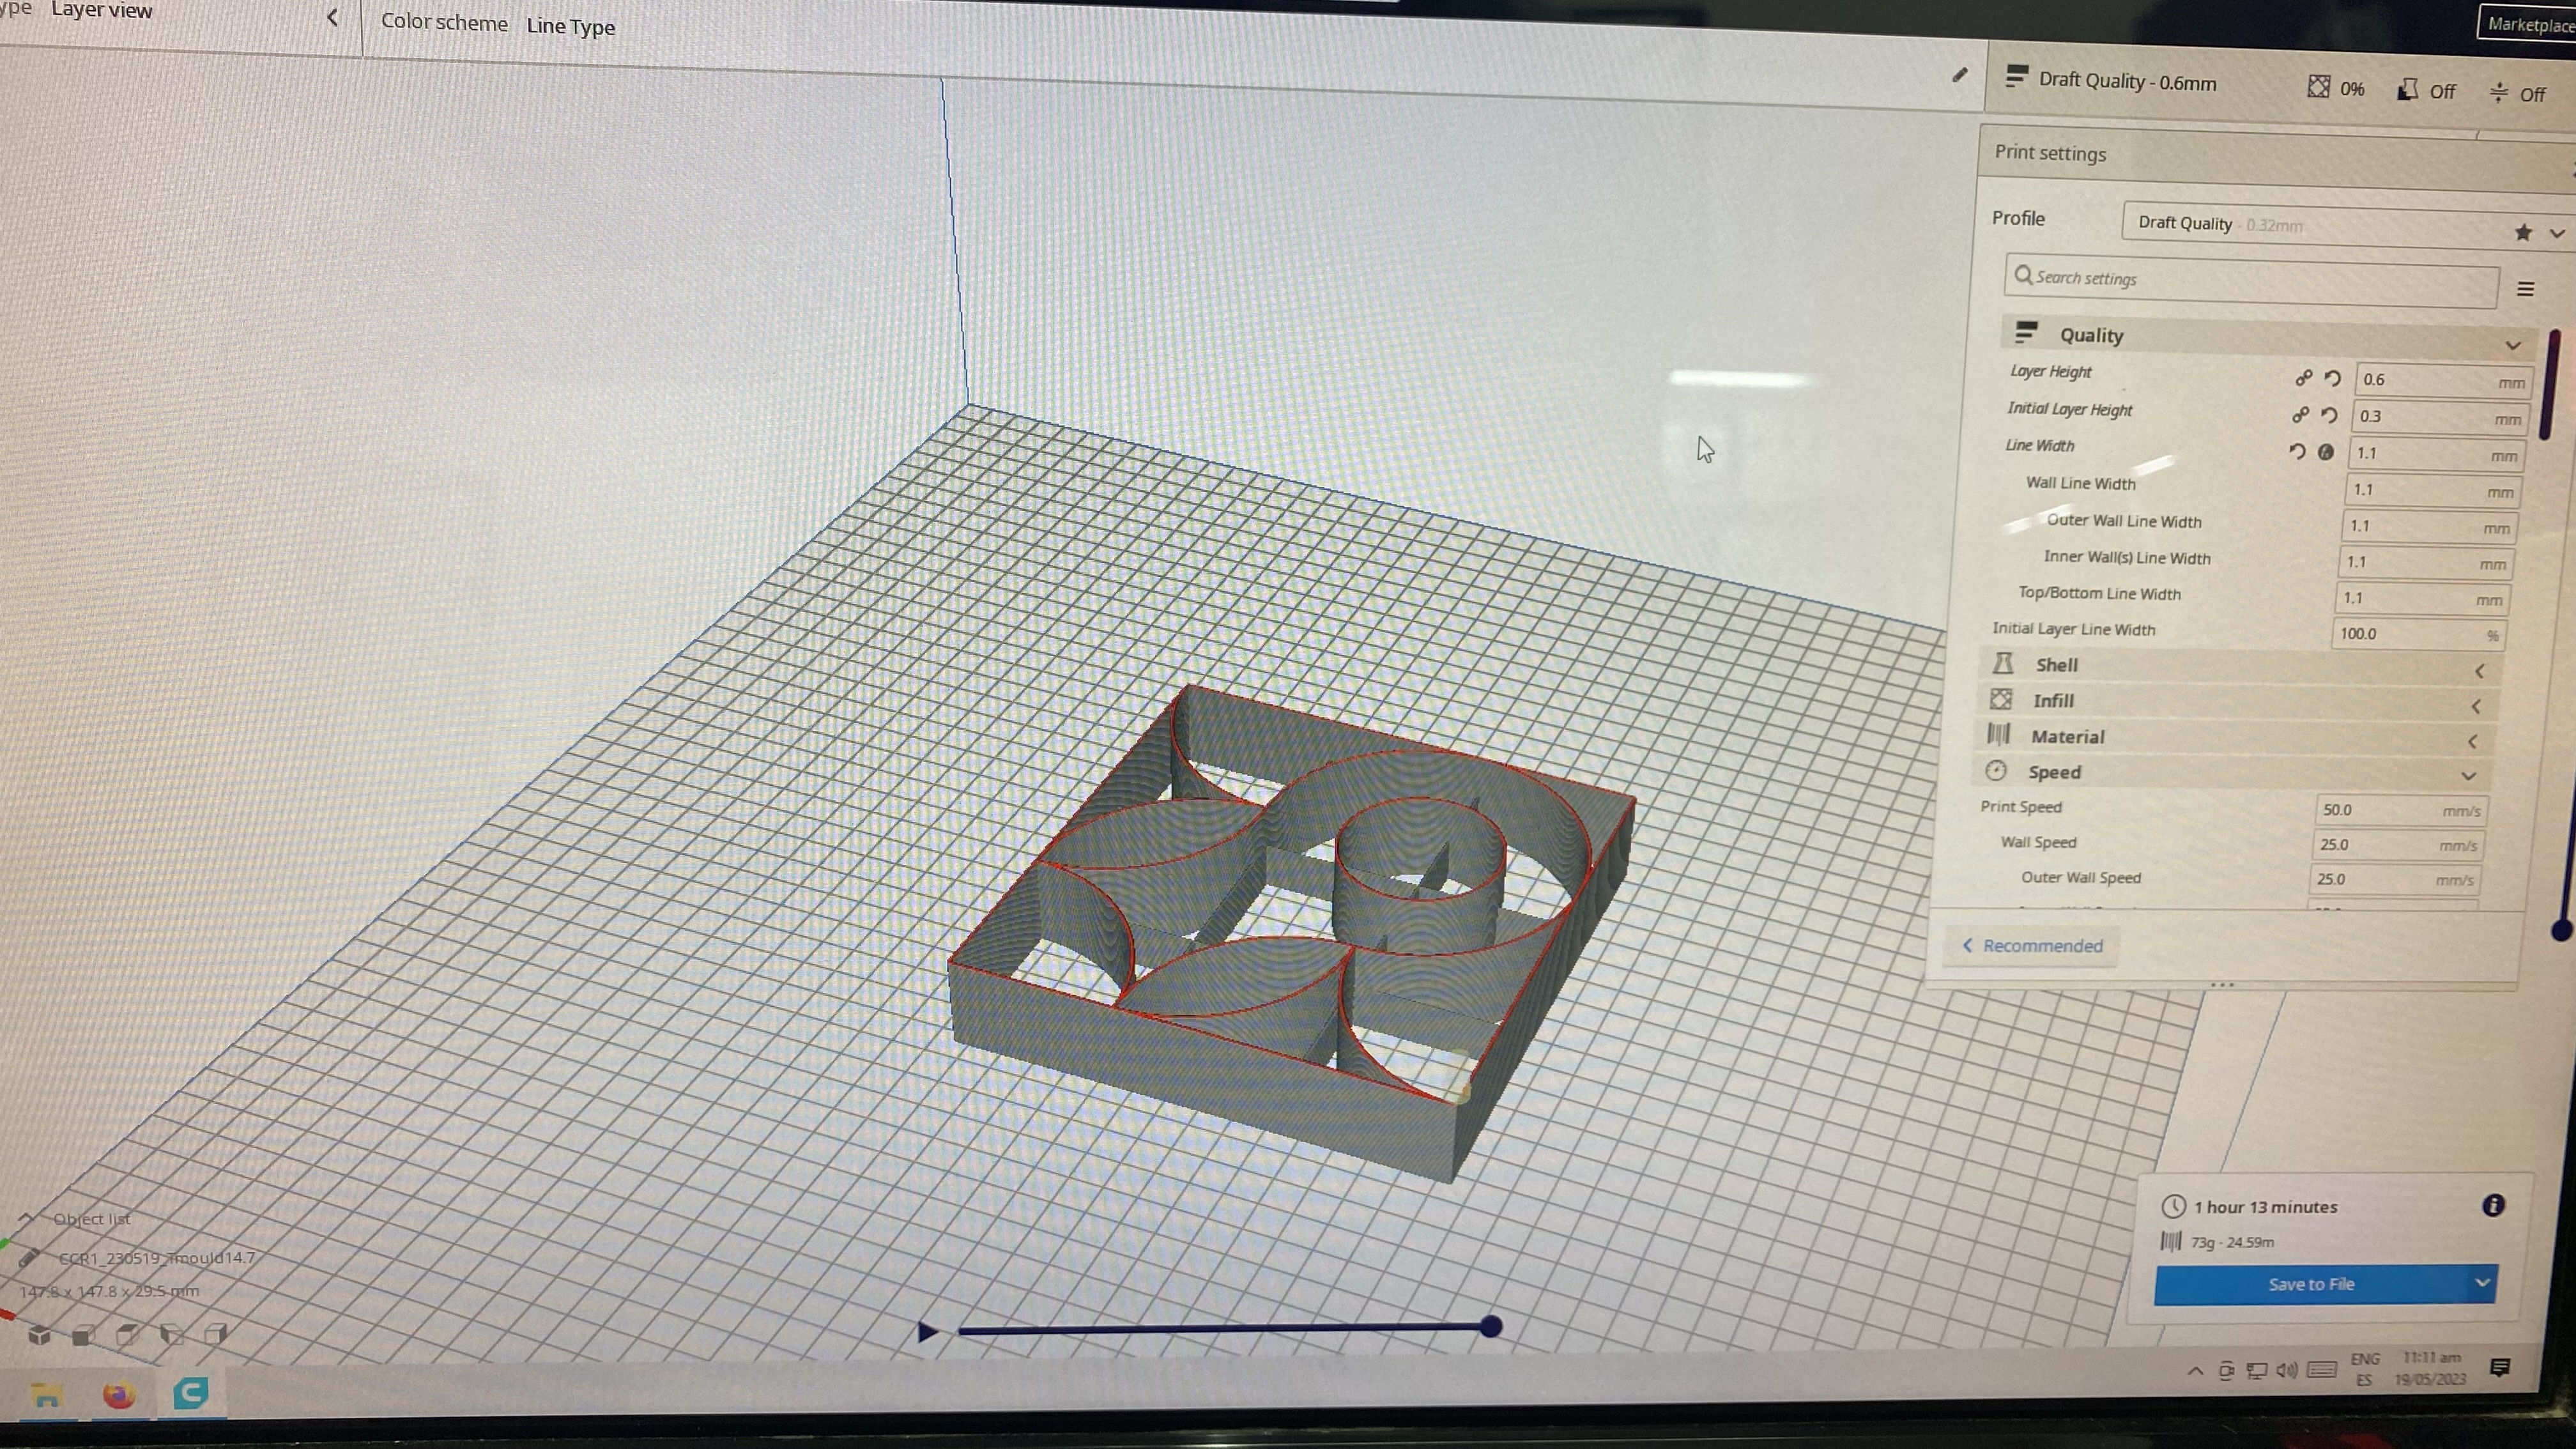 ype Layer view
Color scheme Line Type
Marketplace
Draft Quality - 0.6mm 0% Off Off
Print settings
Profile Draft Quality - 0.32mm
Search settings
Quality
Layer Height 0.6 mm
Initial Layer Height 0.3 mm
Line Width 1.1 mm
Wall Line Width 1.1 mm
Outer Wall Line Width 1.1 mm
Inner Wall(s) Line Width 1.1 mm
Top/Bottom Line Width 1.1 mm
Initial Layer Line Width 100.0 %
Shell
Infill
Material
Speed
Print Speed 50.0 mm/s
Wall Speed 25.0 mm/s
Outer Wall Speed 25.0 mm/s
Recommended
Object list
CCR1_230519_Tmould14.7
147.8 x 147.8 x 29.5 mm
1 hour 13 minutes
73g - 24.59m
Save to File
ENG 11:11 am
ES 19/05/2023